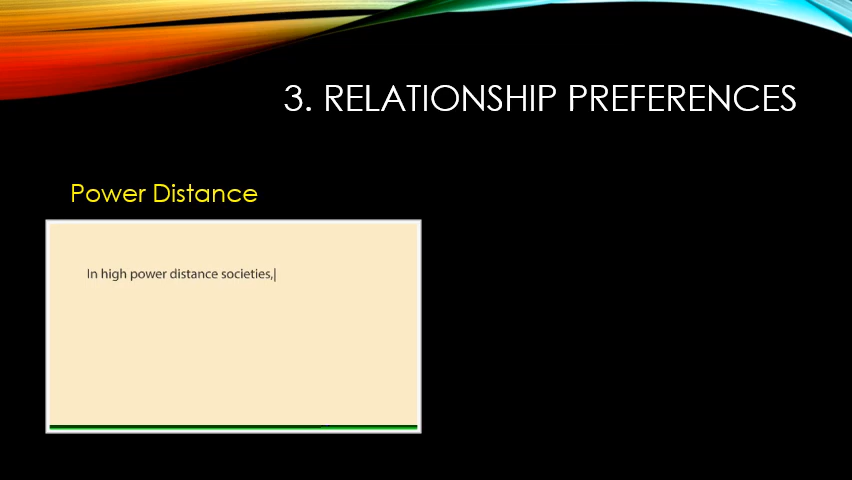 3. RELATIONSHIP PREFERENCES
Power Distance
In high power distance societies,